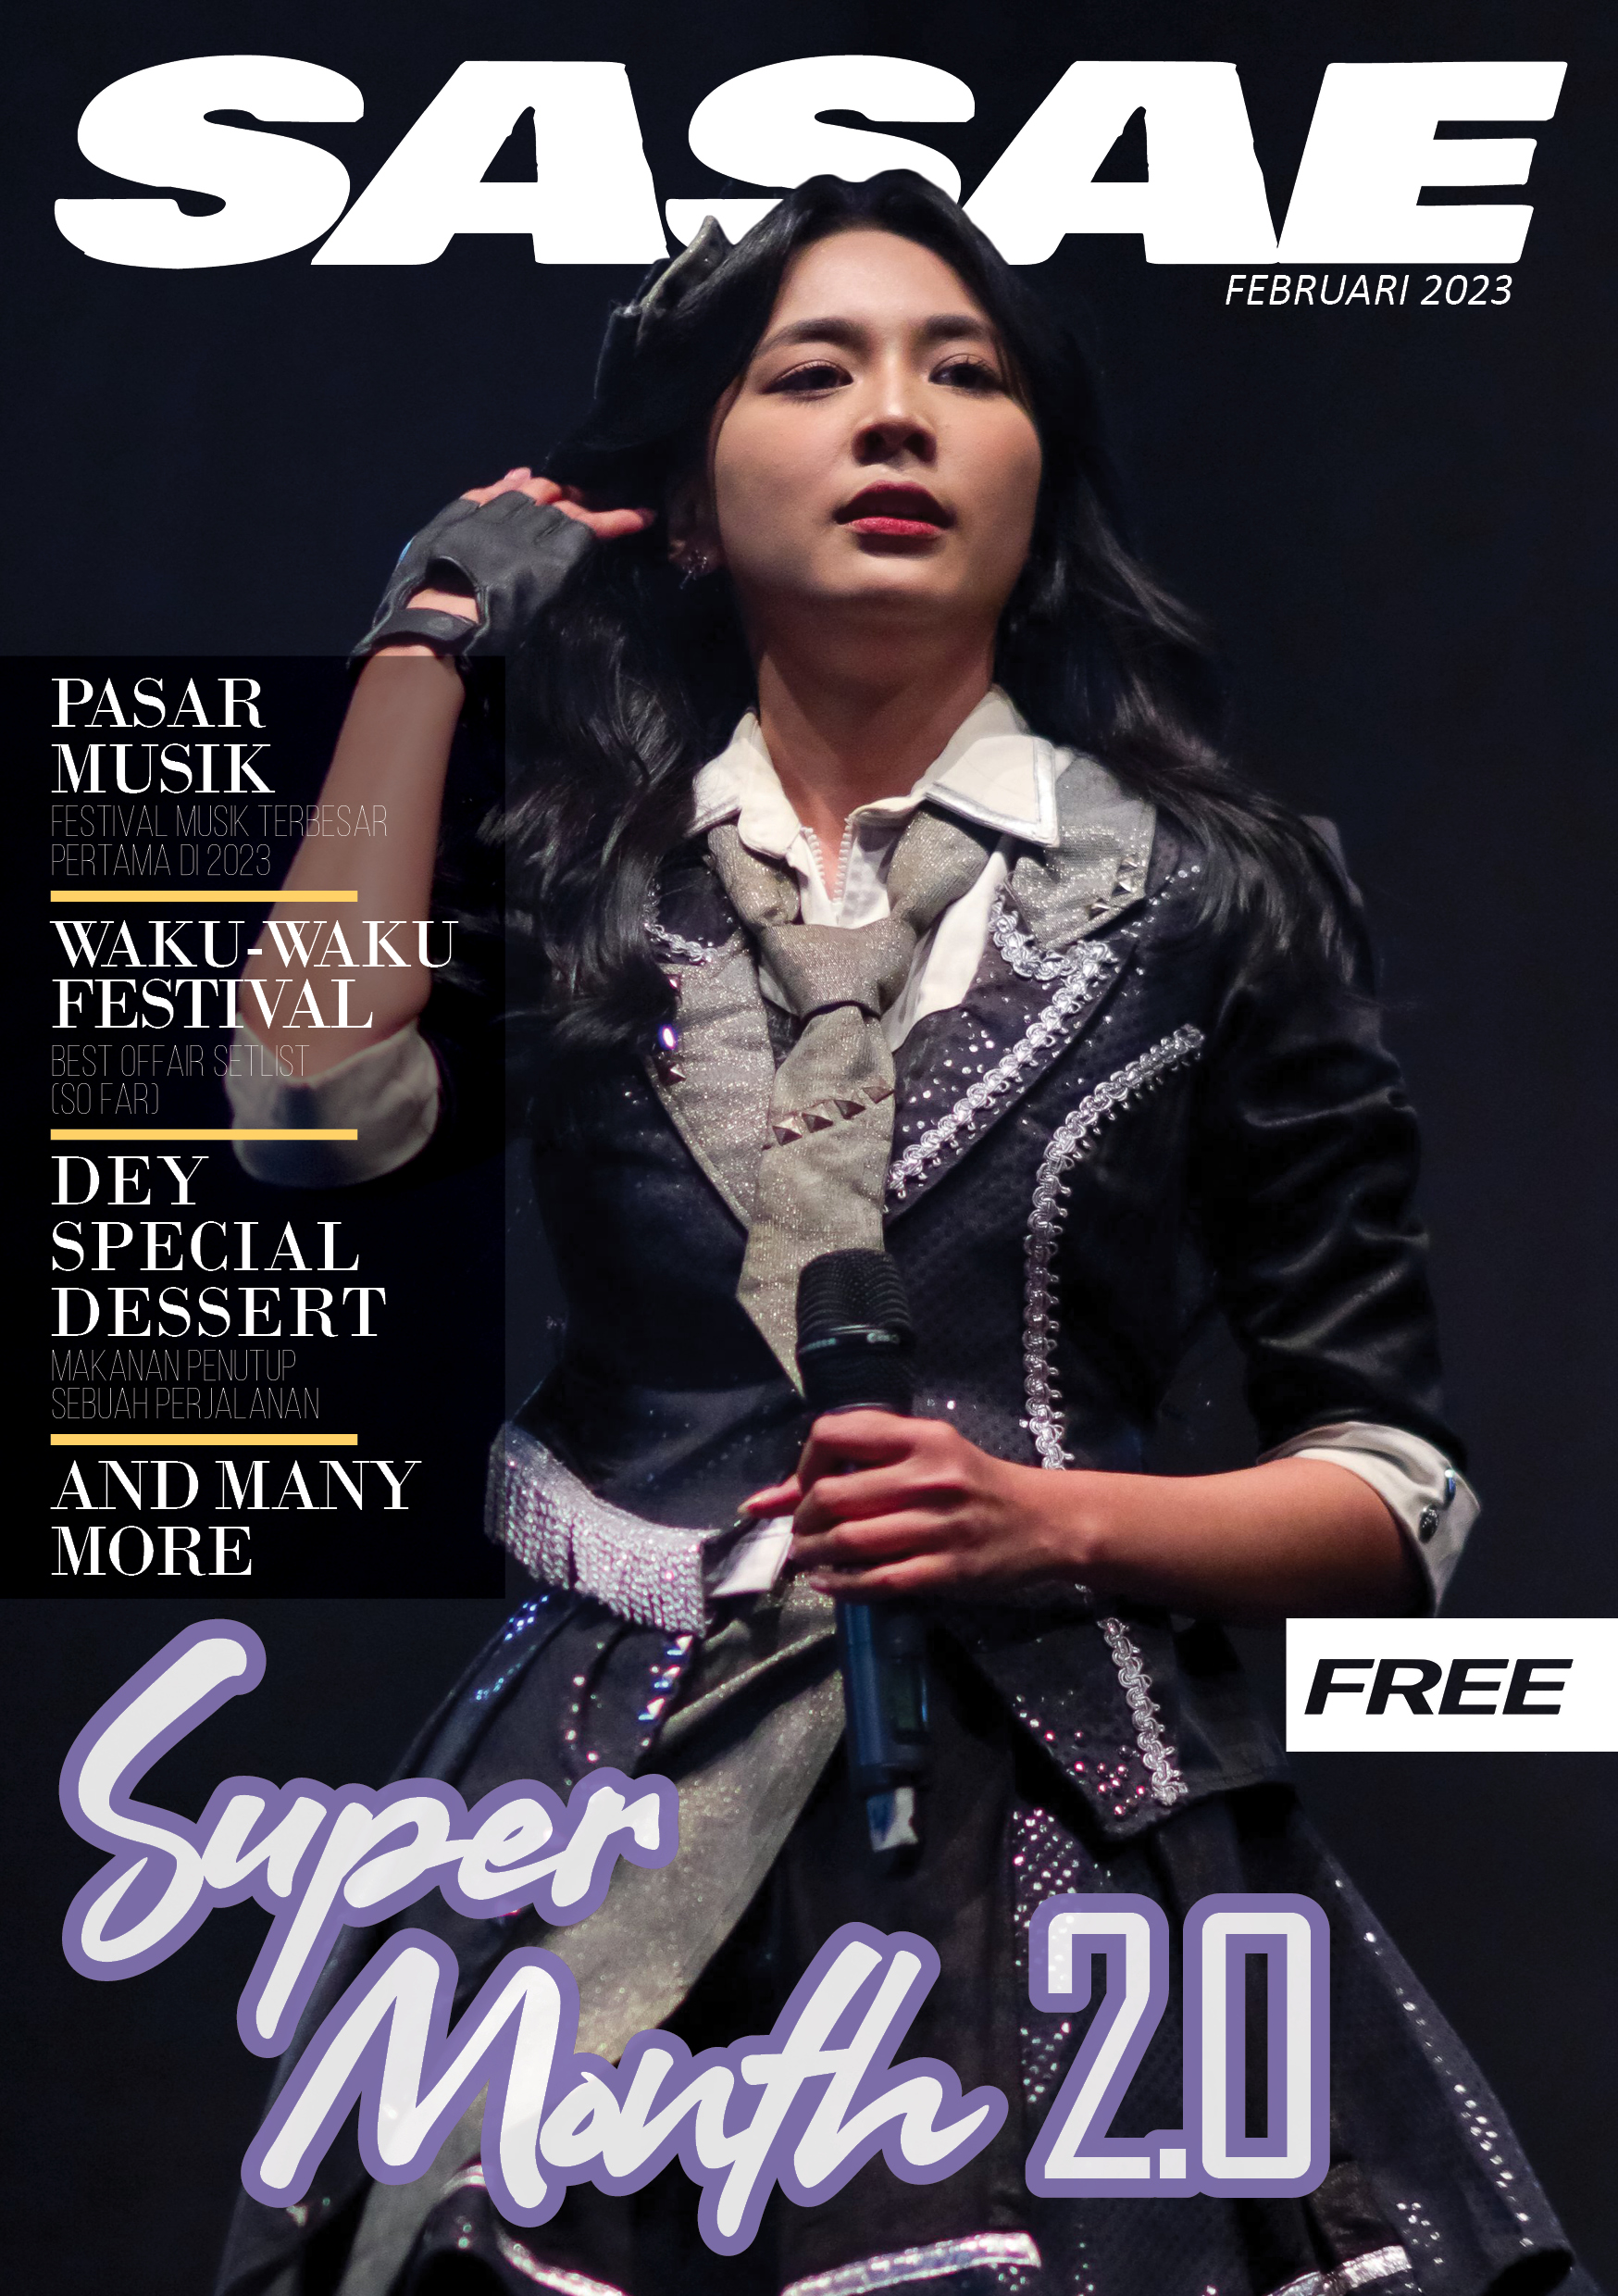 SASAE
FEBRUARI 2023
PASAR
MUSIK
FESTIVAL MUSIK TERBESAR
PERTAMA DI 2023
WAKU-WAKU
FESTIVAL
BEST OFFAIR SETLIST
(SO FAR)
DEY
SPECIAL
DESSERT
MAKANAN PENUTUP
SEBUAH PERJALANAN
AND MANY
MORE
FREE
Super
Month 2.0